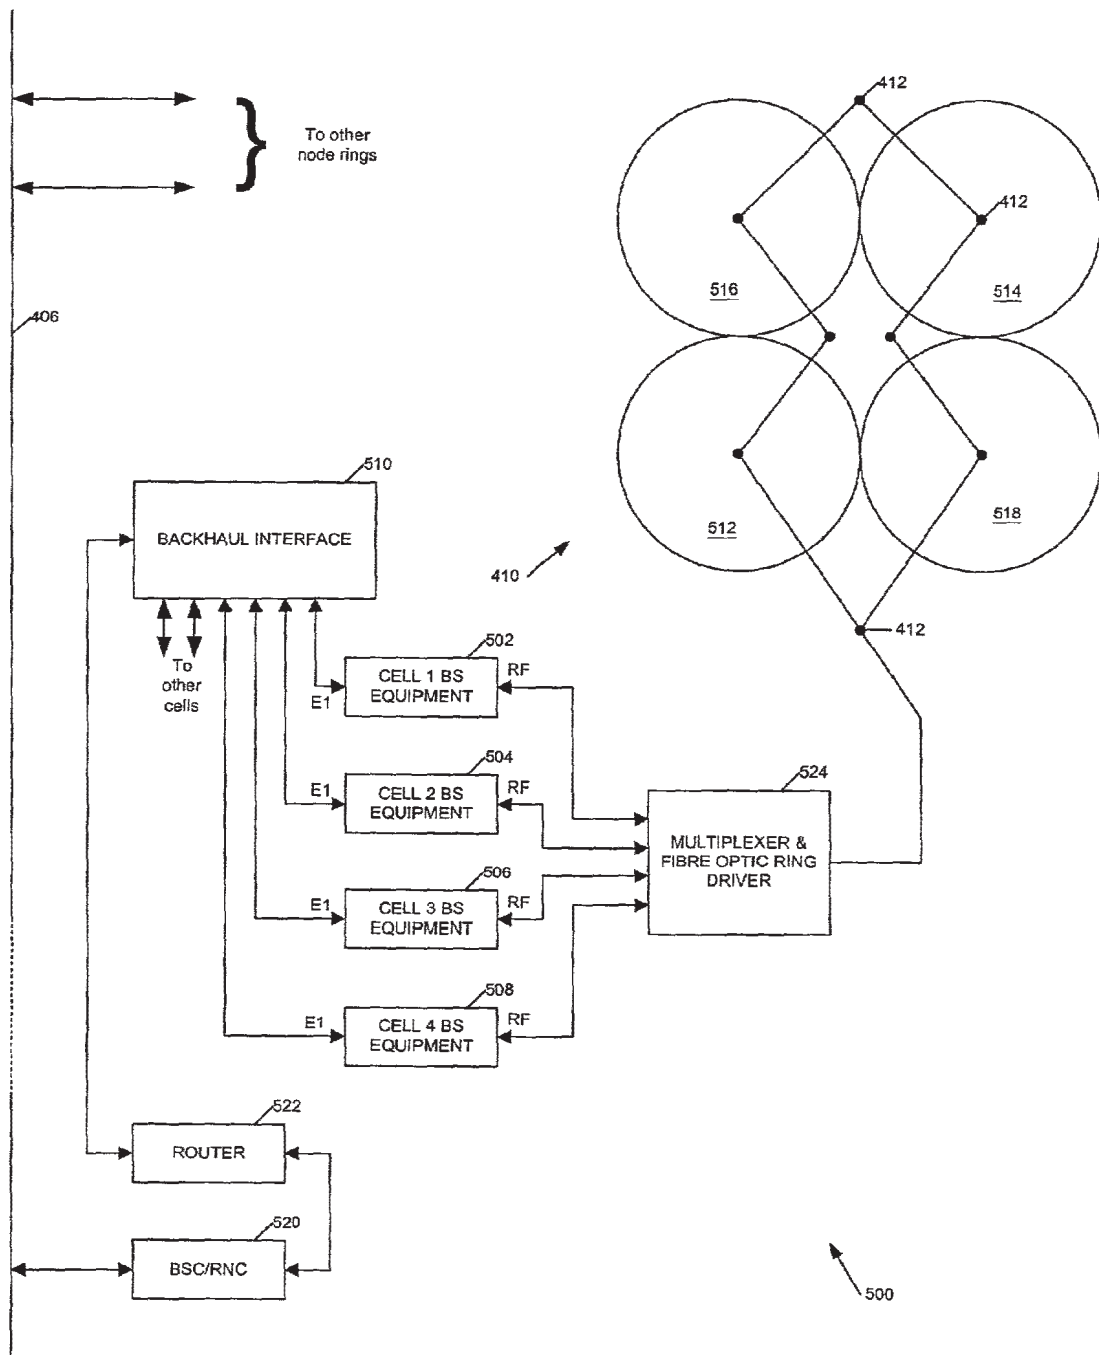 412
To other
node rings
412
516
514
406
510
BACKHAUL INTERFACE
512
518
410
412
To
other
cells
502
CELL 1 BS
EQUIPMENT
RF
E1
504
CELL 2 BS
EQUIPMENT
RF
E1
524
MULTIPLEXER &
FIBRE OPTIC RING
DRIVER
506
CELL 3 BS
EQUIPMENT
RF
E1
508
CELL 4 BS
EQUIPMENT
RF
E1
522
ROUTER
520
BSC/RNC
500